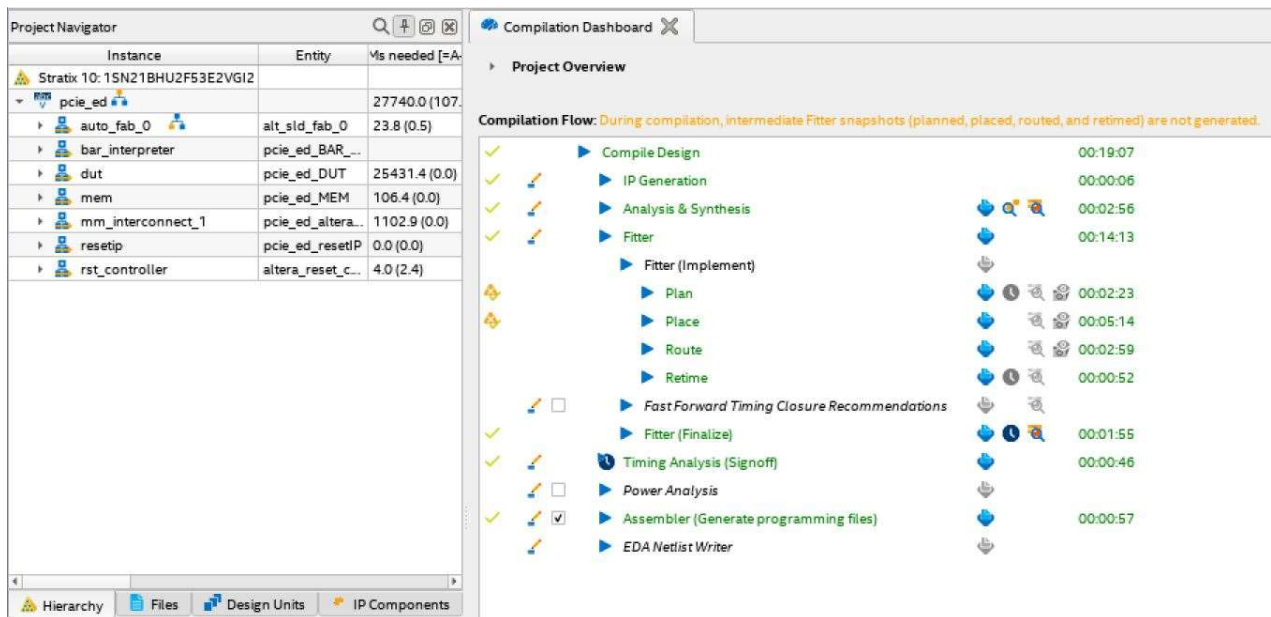 Project Navigator
Instance Entity Ms needed [=A-
Stratix 10: 1SN21BHU2F53E2VGI2
pcie_ed 27740.0 (107.
auto_fab_0 alt_sld_fab_0 23.8 (0.5)
bar_interpreter pcie_ed_BAR_...
dut pcie_ed_DUT 25431.4 (0.0)
mem pcie_ed_MEM 106.4 (0.0)
mm_interconnect_1 pcie_ed_altera... 1102.9 (0.0)
resetip pcie_ed_resetIP 0.0 (0.0)
rst_controller altera_reset_c... 4.0 (2.4)
Hierarchy Files Design Units IP Components
Compilation Dashboard
Project Overview
Compilation Flow: During compilation, intermediate Fitter snapshots (planned, placed, routed, and retimed) are not generated.
Compile Design 00:19:07
IP Generation 00:00:06
Analysis & Synthesis 00:02:56
Fitter 00:14:13
Fitter (Implement)
Plan 00:02:23
Place 00:05:14
Route 00:02:59
Retime 00:00:52
Fast Forward Timing Closure Recommendations
Fitter (Finalize) 00:01:55
Timing Analysis (Signoff) 00:00:46
Power Analysis
Assembler (Generate programming files) 00:00:57
EDA Netlist Writer